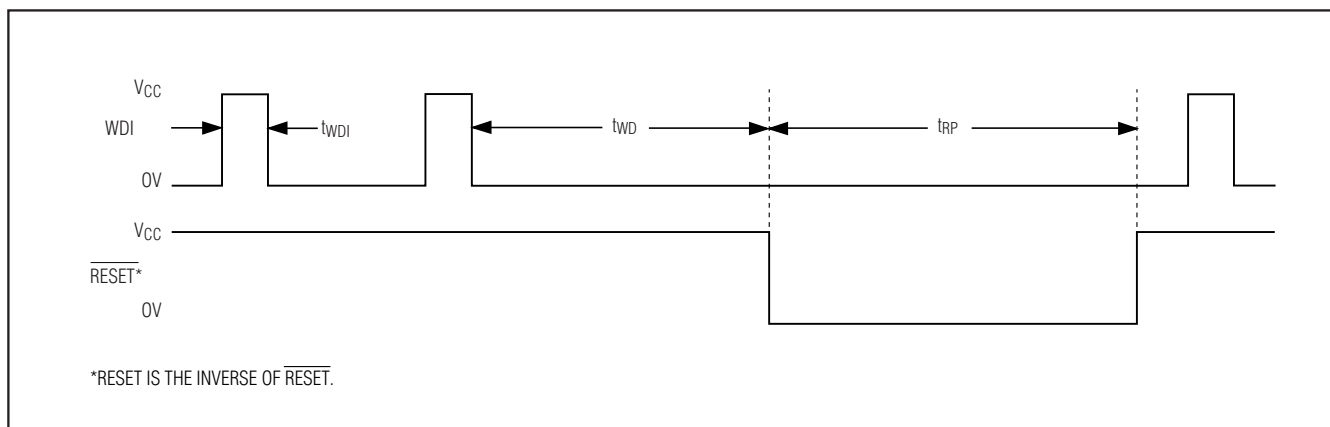 VCC
WDI tWDI tWD tRP
0V
VCC
RESET*
0V
*RESET IS THE INVERSE OF RESET.